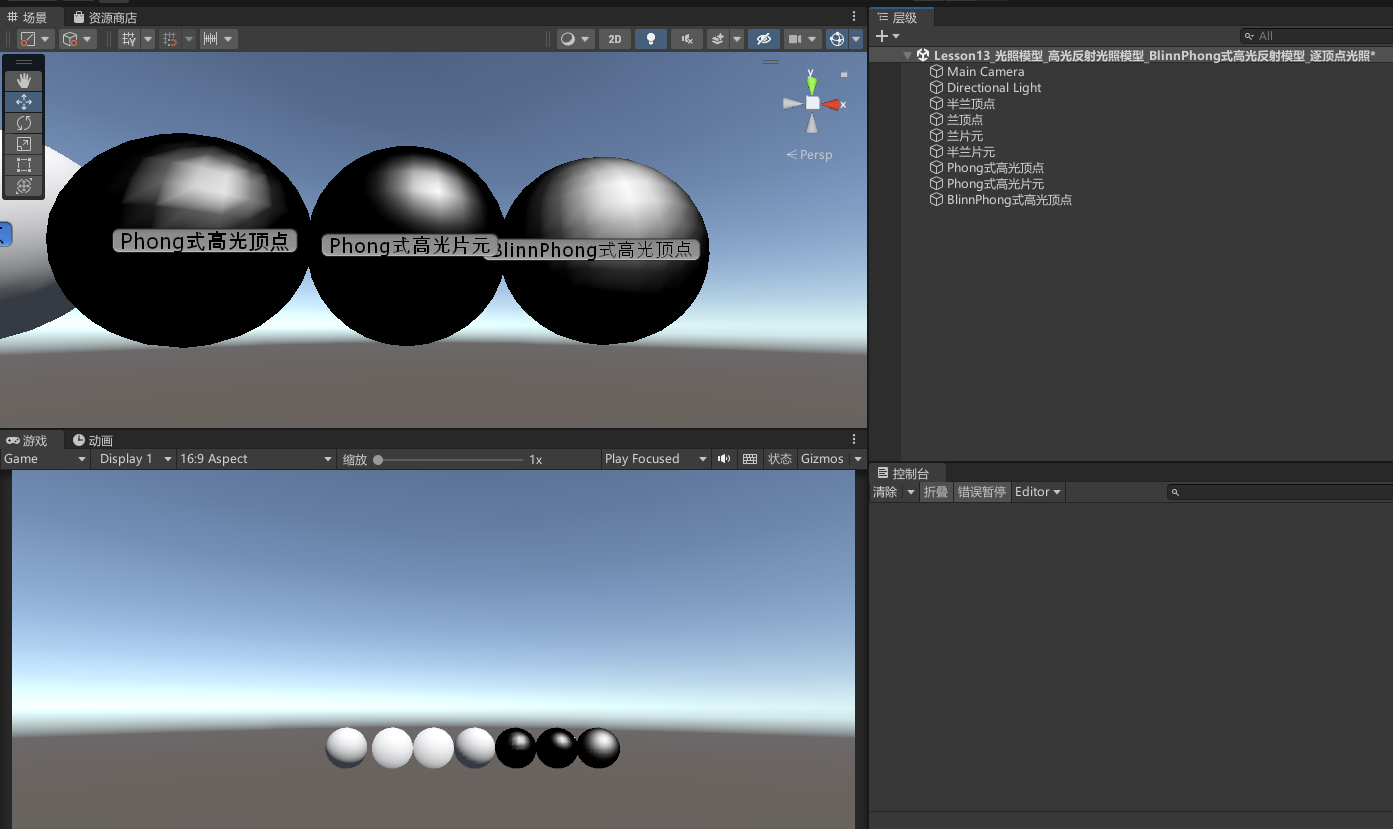 场景 资源商店
2D
y
x
Persp
Phong式高光顶点
Phong式高光片元
BlinnPhong式高光顶点
游戏 动画
Game Display 1 16:9 Aspect 缩放 1x Play Focused 状态 Gizmos
层级
All
Lesson13_光照模型_高光反射光照模型_BlinnPhong式高光反射模型_逐顶点光照*
Main Camera
Directional Light
半兰顶点
兰顶点
兰片元
半兰片元
Phong式高光顶点
Phong式高光片元
BlinnPhong式高光顶点
控制台
清除 折叠 错误暂停 Editor